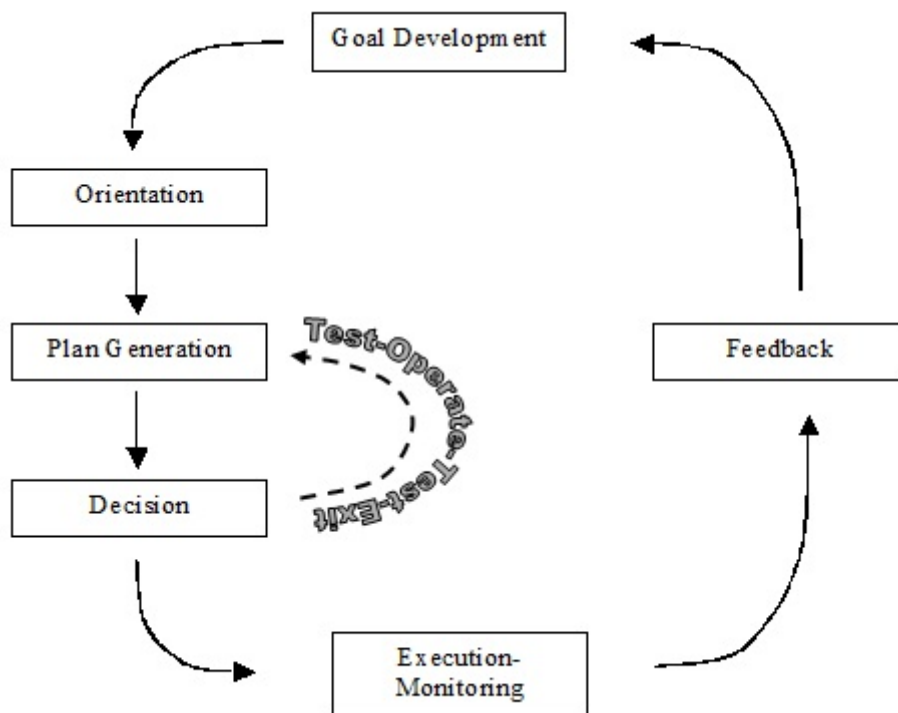 Goal Development
Orientation
Plan Generation
Test-Operate-Test-Exit
Feedback
Decision
Execution-
Monitoring